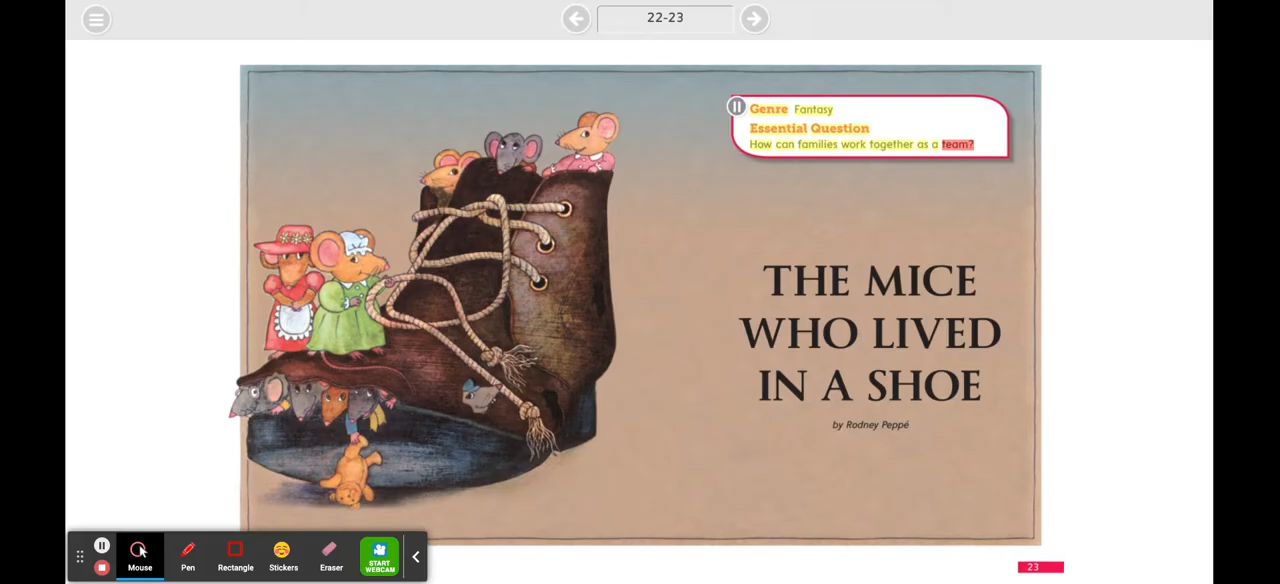 22-23
Genre Fantasy
Essential Question
How can families work together as a team?
THE MICE
WHO LIVED
IN A SHOE
by Rodney Peppé
23
Mouse
Pen
Rectangle
Stickers
Eraser
START
WEBCAM